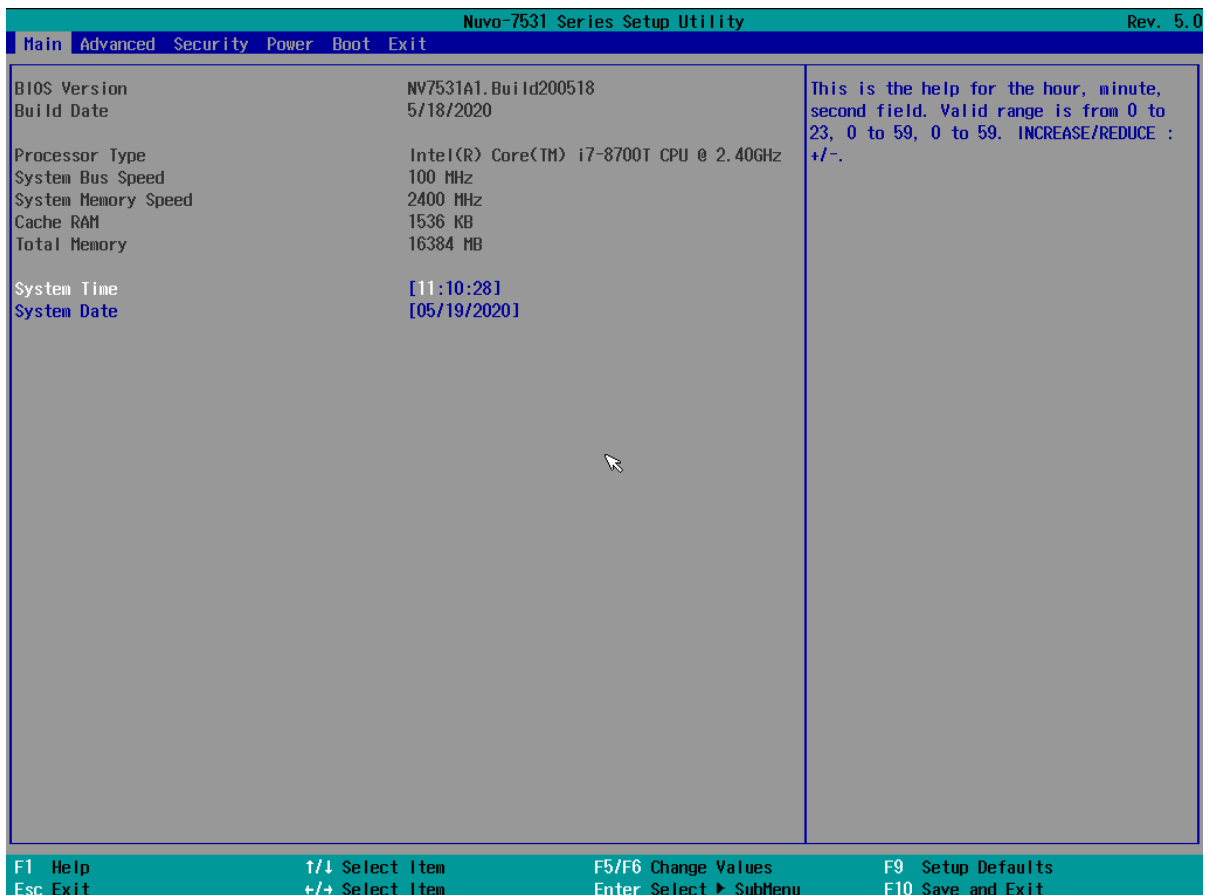 Nuvo-7531 Series Setup Utility Rev. 5.0
Main Advanced Security Power Boot Exit
BIOS Version NV7531A1.Build200518
Build Date 5/18/2020
Processor Type Intel(R) Core(TM) i7-8700T CPU @ 2.40GHz
System Bus Speed 100 MHz
System Memory Speed 2400 MHz
Cache RAM 1536 KB
Total Memory 16384 MB
System Time [11:10:28]
System Date [05/19/2020]
This is the help for the hour, minute,
second field. Valid range is from 0 to
23, 0 to 59, 0 to 59. INCREASE/REDUCE :
+/-.
F1 Help ↑/↓ Select Item F5/F6 Change Values F9 Setup Defaults
Esc Exit ←/→ Select Item Enter Select ▶ SubMenu F10 Save and Exit